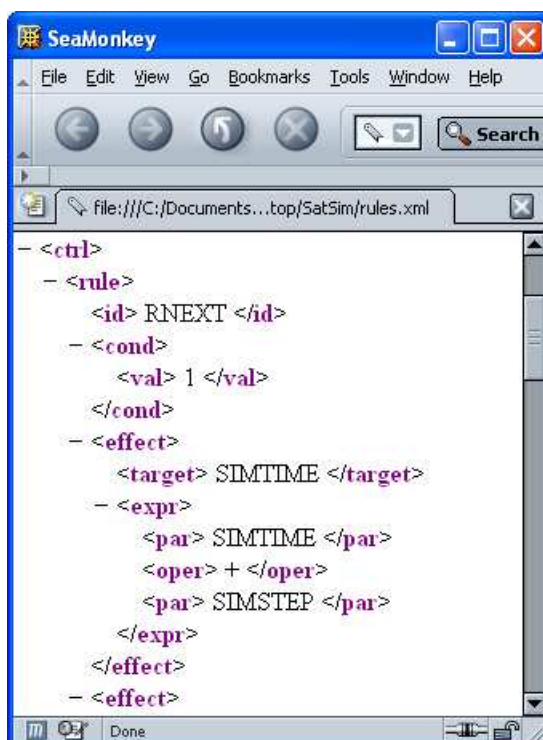 SeaMonkey
File Edit View Go Bookmarks Tools Window Help
Search
file:///C:/Documents...top/SatSim/rules.xml
− <ctrl>
− <rule>
<id> RNEXT </id>
− <cond>
<val> 1 </val>
</cond>
− <effect>
<target> SIMTIME </target>
− <expr>
<par> SIMTIME </par>
<oper> + </oper>
<par> SIMSTEP </par>
</expr>
</effect>
− <effect>
Done